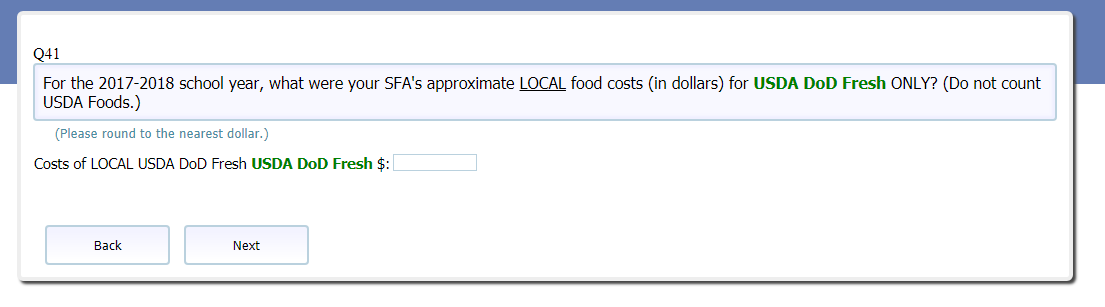 Q41
For the 2017-2018 school year, what were your SFA's approximate LOCAL food costs (in dollars) for USDA DoD Fresh ONLY? (Do not count
USDA Foods.)
(Please round to the nearest dollar.)
Costs of LOCAL USDA DoD Fresh USDA DoD Fresh $:
Back Next